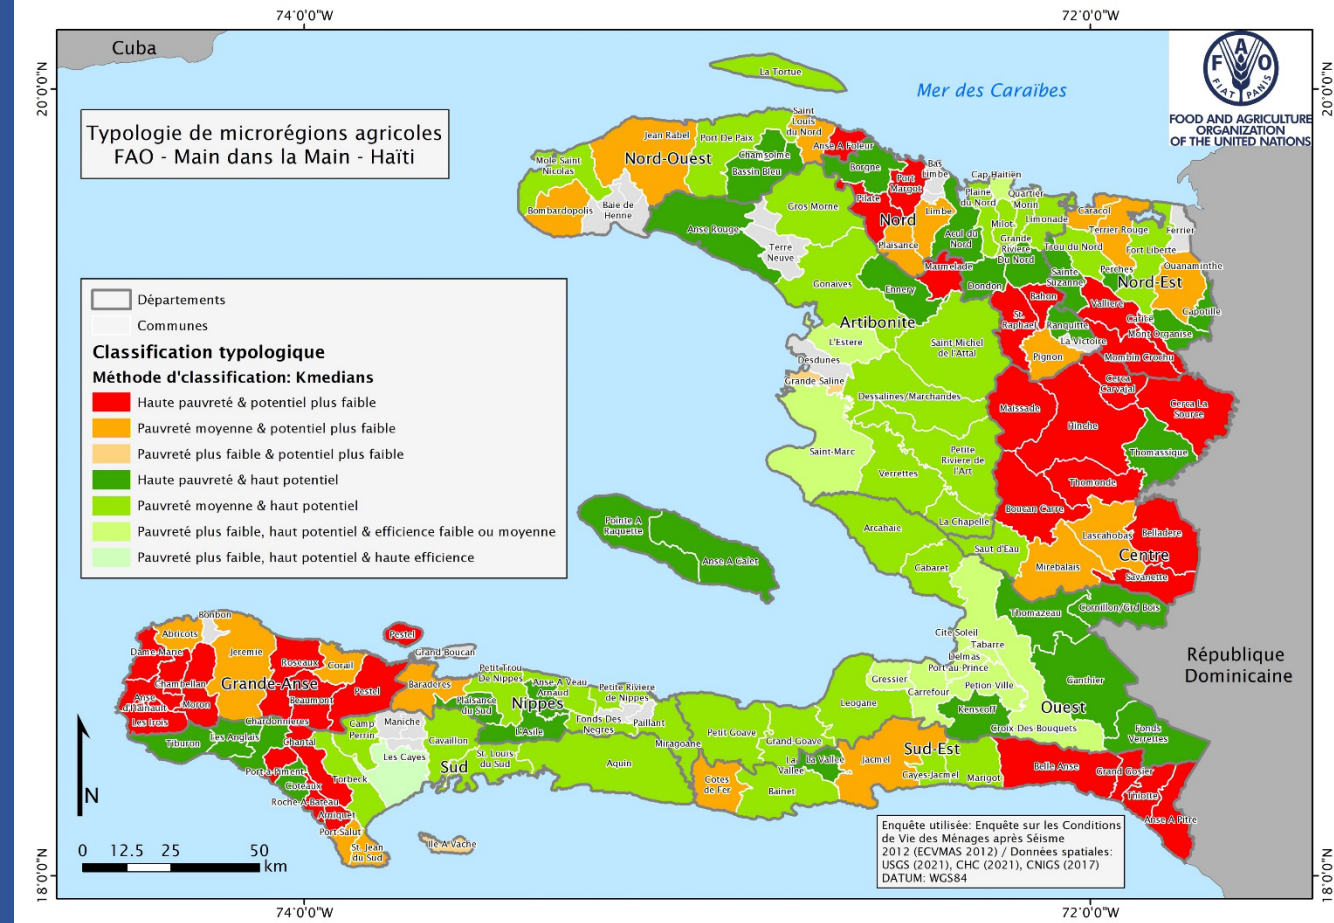 74°0'0"W
72°0'0"W
Cuba
20°0'0"N
20°0'0"N
Mer des Caraïbes
F A O
FIAT PANIS
FOOD AND AGRICULTURE
ORGANIZATION
OF THE UNITED NATIONS
Typologie de microrégions agricoles
FAO - Main dans la Main - Haïti
La Tortue
Saint
Louis
du Nord
Jean Rabel
Port De Paix
Nord-Ouest
Anse A Foleur
Chamsolme
Bassin Bleu
Borgne
Mole Saint
Nicolas
Bas
Limbe
Port
Margot
Cap Haïtien
Plaine
du Nord
Quartier
Morin
Bombardopolis
Baie de
Henne
Pilate
Nord
Limbe
Limonade
Milot
Caracol
Terrier Rouge
Ferrier
Gros Morne
Anse Rouge
Terre
Neuve
Plaisance
Acul du
Nord
Grande
Riviere
Du Nord
Trou du Nord
Fort Liberte
Ouanaminthe
Marmelade
Dondon
Sainte
Suzanne
Perches
Nord-Est
Gonaives
Ennery
Bahon
Valliere
Capotille
St.
Raphael
Ranquitte
Carice
Mont Organise
Artibonite
L'Estere
Saint Michel
de l'Attal
La Victoire
Pignon
Mombin Crochu
Desdunes
Grande Saline
Cerca
Carvajal
Dessalines/Marchandes
Maissade
Cerca La
Source
Hinche
Saint-Marc
Petite
Riviere de
l'Art
Verrettes
Thomassique
Thomonde
La Chapelle
Boucan Carre
Arcahaie
Saut-d'Eau
Lascahobas
Belladere
Centre
Mirebalais
Savanette
Cabaret
Pointe A
Raquette
Anse A Galet
Départements
Communes
Classification typologique
Méthode d'classification: Kmedians
Haute pauvreté & potentiel plus faible
Pauvreté moyenne & potentiel plus faible
Pauvreté plus faible & potentiel plus faible
Haute pauvreté & haut potentiel
Pauvreté moyenne & haut potentiel
Pauvreté plus faible, haut potentiel & efficience faible ou moyenne
Pauvreté plus faible, haut potentiel & haute efficience
Thomazeau
Cornillon/Grd Bois
Cite Soleil
Tabarre
Delmas
Port-au-Prince
Petion-Ville
Gressier
Carrefour
Ganthier
Kenscoff
Ouest
Croix-Des-Bouquets
Fonds
Verrettes
République
Dominicaine
Bonbon
Abricots
Dame-Marie
Jeremie
Roseaux
Corail
Pestel
Pestel
Grand Boucan
Baraderes
Chambellan
Grande-Anse
Anse
d'Hainault
Moron
Beaumont
Les Irois
Chardonnieres
Petit Trou
De Nippes
Anse-A-Veau
Arnaud
Petite Riviere
de Nippes
Plaisance
du Sud
Nippes
Fonds Des
Negres
Paillant
L'Asile
Miragoane
Leogane
Petit Goave
Grand-Goave
Tiburon
Les Anglais
Chantal
Camp
Perrin
Maniche
Cavaillon
Les Cayes
Sud
St. Louis
du Sud
Aquin
Port-a-Piment
Coteaux
Torbeck
Roche-A-Bateau
Arniquet
Port-Salut
St. Jean
du Sud
Ile A Vache
Cotes
de Fer
Bainet
La
Vallee
La Vallee
Jacmel
Sud-Est
Cayes-Jacmel
Marigot
Belle Anse
Grand Gosier
Thiotte
Anse A Pitre
N
0 12.5 25 50
km
Enquête utilisée: Enquête sur les Conditions
de Vie des Ménages après Séisme
2012 (ECVMAS 2012) / Données spatiales:
USGS (2021), CHC (2021), CNIGS (2017)
DATUM: WGS84
18°0'0"N
18°0'0"N
74°0'0"W
72°0'0"W